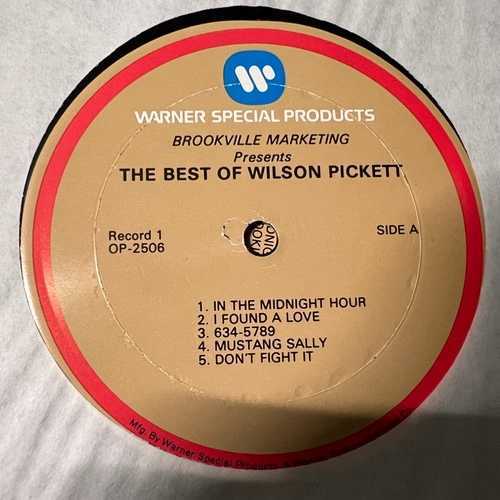 WARNER SPECIAL PRODUCTS
BROOKVILLE MARKETING
Presents
THE BEST OF WILSON PICKETT
Record 1
OP-2506
SIDE A
1. IN THE MIDNIGHT HOUR
2. I FOUND A LOVE
3. 634-5789
4. MUSTANG SALLY
5. DON'T FIGHT IT
Mfg. By Warner Special Products